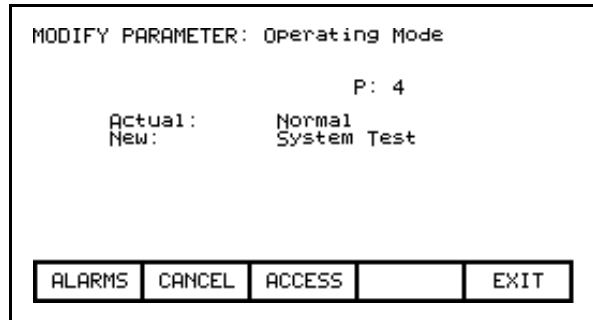 MODIFY PARAMETER: Operating Mode
P: 4
Actual: Normal
New: System Test
ALARMS CANCEL ACCESS EXIT